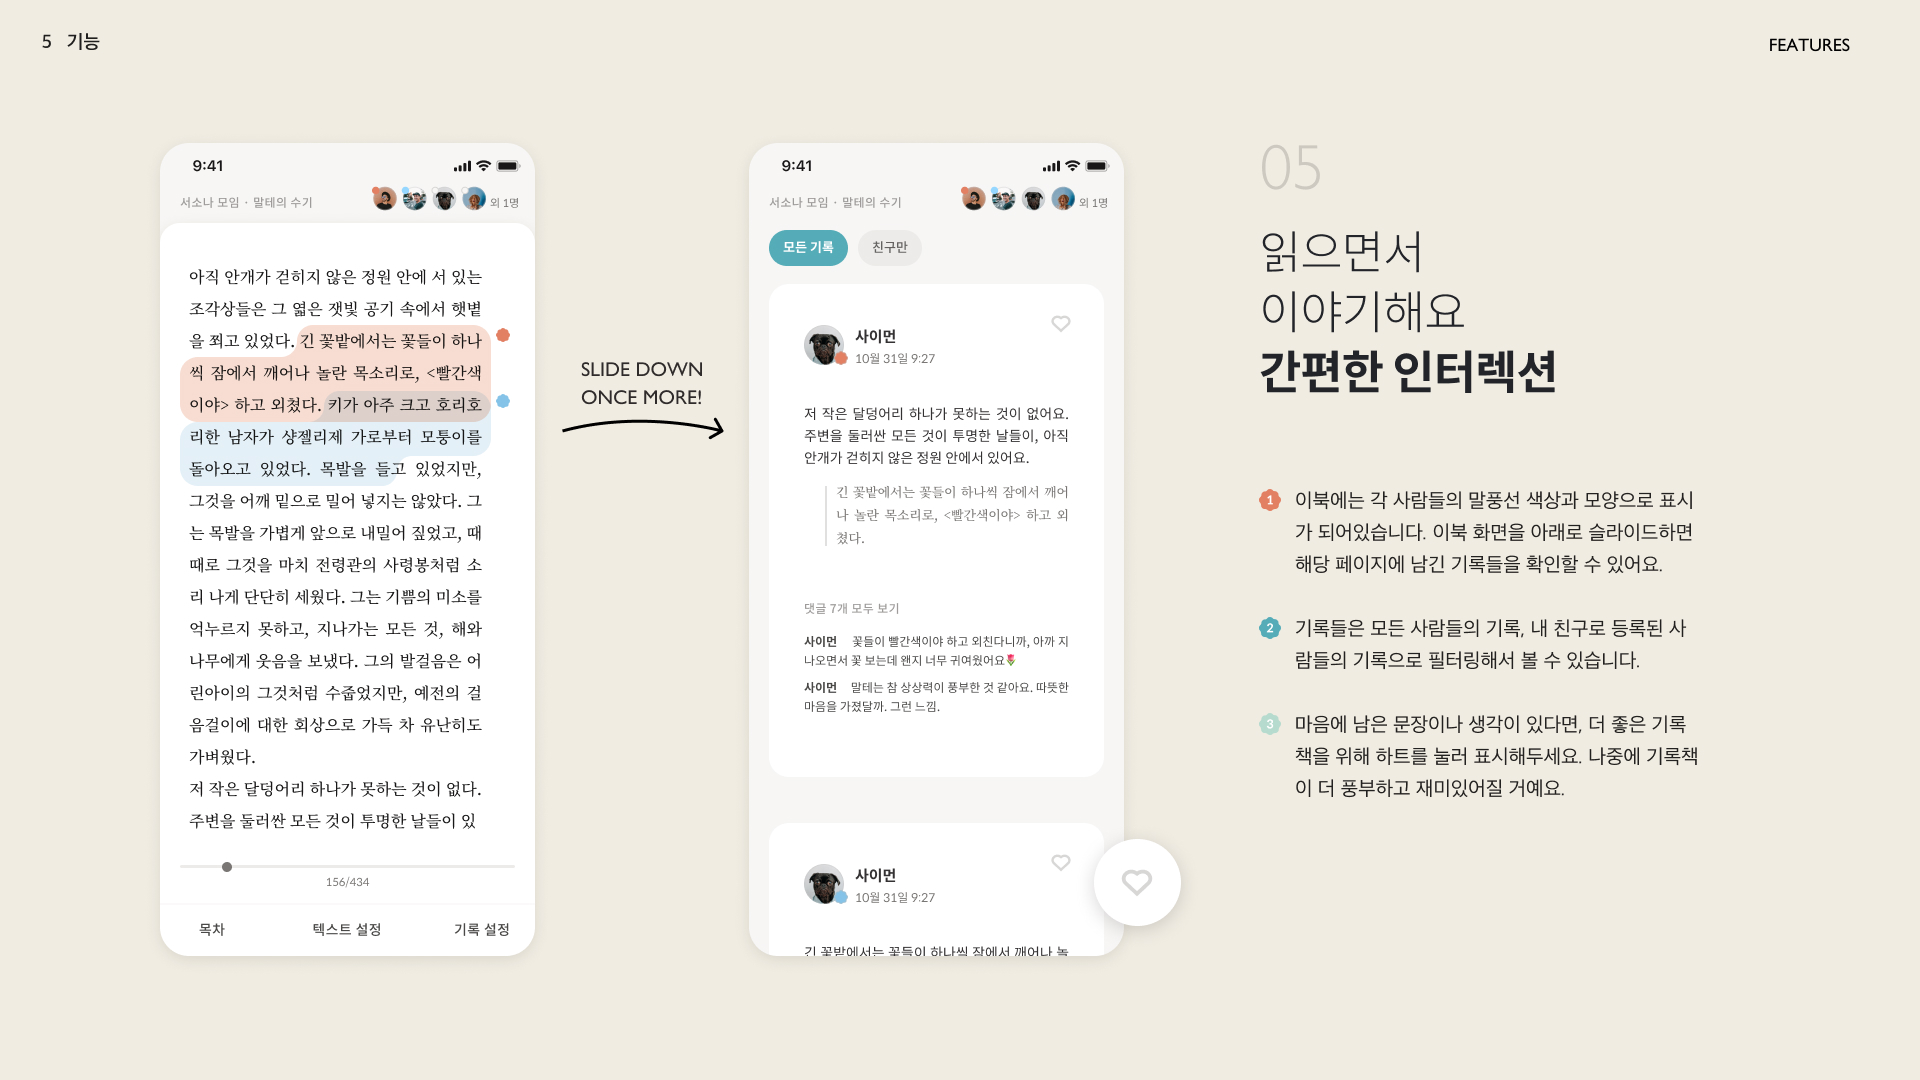 5 기능
FEATURES
9:41
서소나 모임 · 말테의 수기
외 1명
아직 안개가 걷히지 않은 정원 안에 서 있는
조각상들은 그 엷은 잿빛 공기 속에서 햇볕
을 쬐고 있었다. 긴 꽃밭에서는 꽃들이 하나
씩 잠에서 깨어나 놀란 목소리로, <빨간색
이야> 하고 외쳤다. 키가 아주 크고 호리호
리한 남자가 샹젤리제 가로부터 모퉁이를
돌아오고 있었다. 목발을 들고 있었지만,
그것을 어깨 밑으로 밀어 넣지는 않았다. 그
는 목발을 가볍게 앞으로 내밀어 짚었고, 때
때로 그것을 마치 전령관의 사령봉처럼 소
리 나게 단단히 세웠다. 그는 기쁨의 미소를
억누르지 못하고, 지나가는 모든 것, 해와
나무에게 웃음을 보냈다. 그의 발걸음은 어
린아이의 그것처럼 수줍었지만, 예전의 걸
음걸이에 대한 회상으로 가득 차 유난히도
가벼웠다.
저 작은 달덩어리 하나가 못하는 것이 없다.
주변을 둘러싼 모든 것이 투명한 날들이 있
156/434
목차
텍스트 설정
기록 설정
SLIDE DOWN
ONCE MORE!
9:41
서소나 모임 · 말테의 수기
외 1명
모든 기록
친구만
사이먼
10월 31일 9:27
저 작은 달덩어리 하나가 못하는 것이 없어요.
주변을 둘러싼 모든 것이 투명한 날들이, 아직
안개가 걷히지 않은 정원 안에서 있어요.
긴 꽃밭에서는 꽃들이 하나씩 잠에서 깨어
나 놀란 목소리로, <빨간색이야> 하고 외
쳤다.
댓글 7개 모두 보기
사이먼 꽃들이 빨간색이야 하고 외친다니까, 아까 지
나오면서 꽃 보는데 왠지 너무 귀여웠어요🌷
사이먼 말테는 참 상상력이 풍부한 것 같아요. 따뜻한
마음을 가졌달까. 그런 느낌.
사이먼
10월 31일 9:27
긴 꽃밭에서는 꽃들이 하나씩 잠에서 깨어나 놀
05
읽으면서
이야기해요
간편한 인터렉션
1 이북에는 각 사람들의 말풍선 색상과 모양으로 표시
가 되어있습니다. 이북 화면을 아래로 슬라이드하면
해당 페이지에 남긴 기록들을 확인할 수 있어요.
2 기록들은 모든 사람들의 기록, 내 친구로 등록된 사
람들의 기록으로 필터링해서 볼 수 있습니다.
3 마음에 남은 문장이나 생각이 있다면, 더 좋은 기록
책을 위해 하트를 눌러 표시해두세요. 나중에 기록책
이 더 풍부하고 재미있어질 거예요.